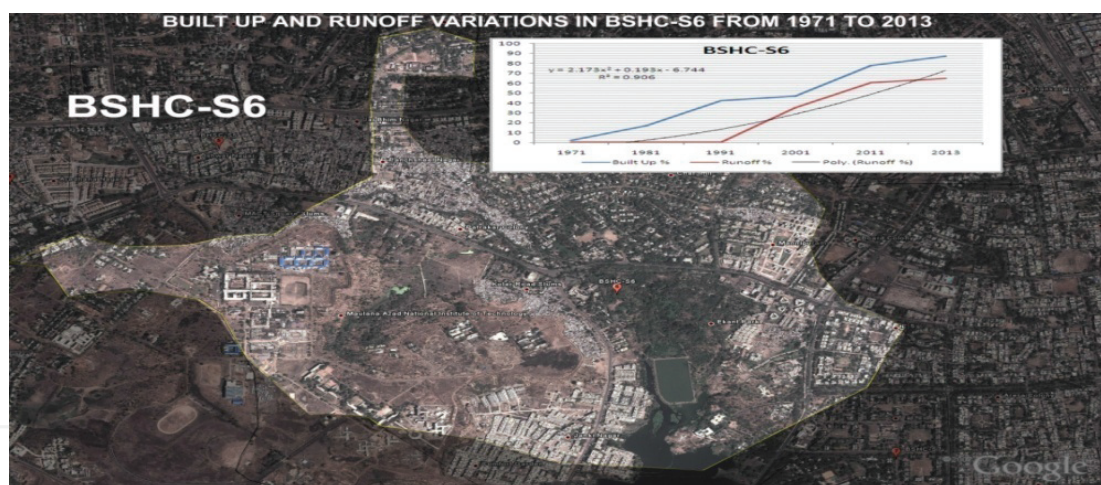 BUILT UP AND RUNOFF VARIATIONS IN BSHC-S6 FROM 1971 TO 2013
BSHC-S6
100
90
80
70
60
50
40
30
20
10
0
BSHC-S6
y = 2.173x² + 0.193x - 6.744
R² = 0.906
1971 1981 1991 2001 2011 2013
Built Up % Runoff % Poly. (Runoff %)
BSHC-S6
Maulana Azad National Institute of Technology
Google